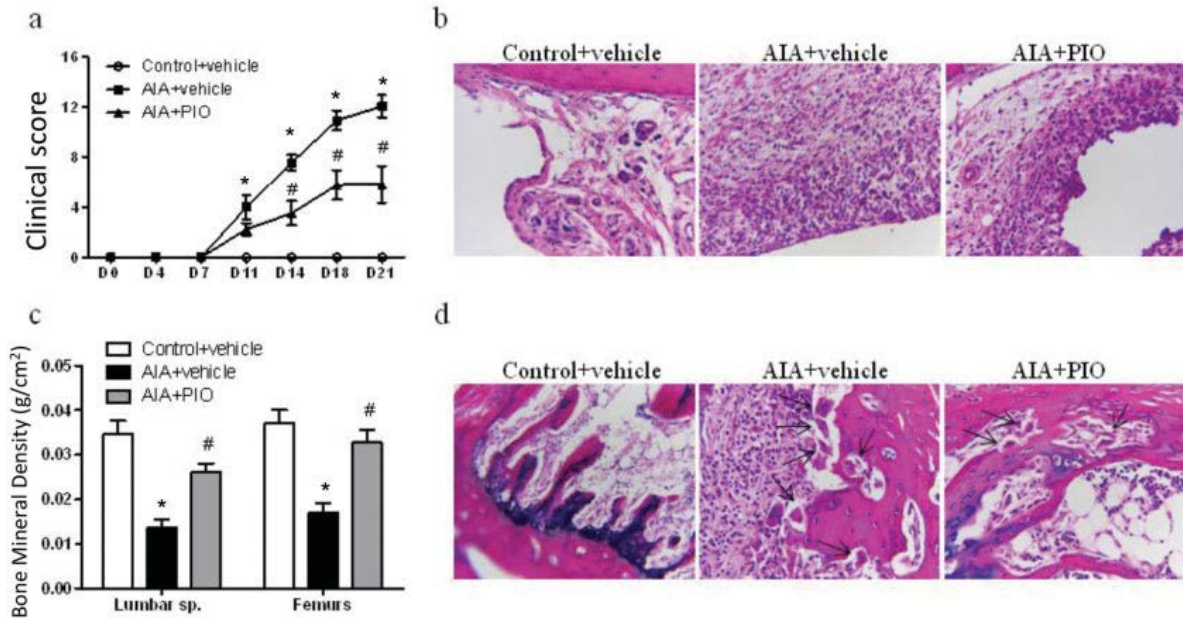 a
Clinical score
16
12
8
4
0
Control+vehicle
AIA+vehicle
AIA+PIO
*
*
*
*
#
#
#
D0 D4 D7 D11 D14 D18 D21
b
Control+vehicle AIA+vehicle AIA+PIO
c
Bone Mineral Density (g/cm²)
0.05
0.04
0.03
0.02
0.01
0.00
Control+vehicle
AIA+vehicle
AIA+PIO
*
#
*
#
Lumbar sp. Femurs
d
Control+vehicle AIA+vehicle AIA+PIO